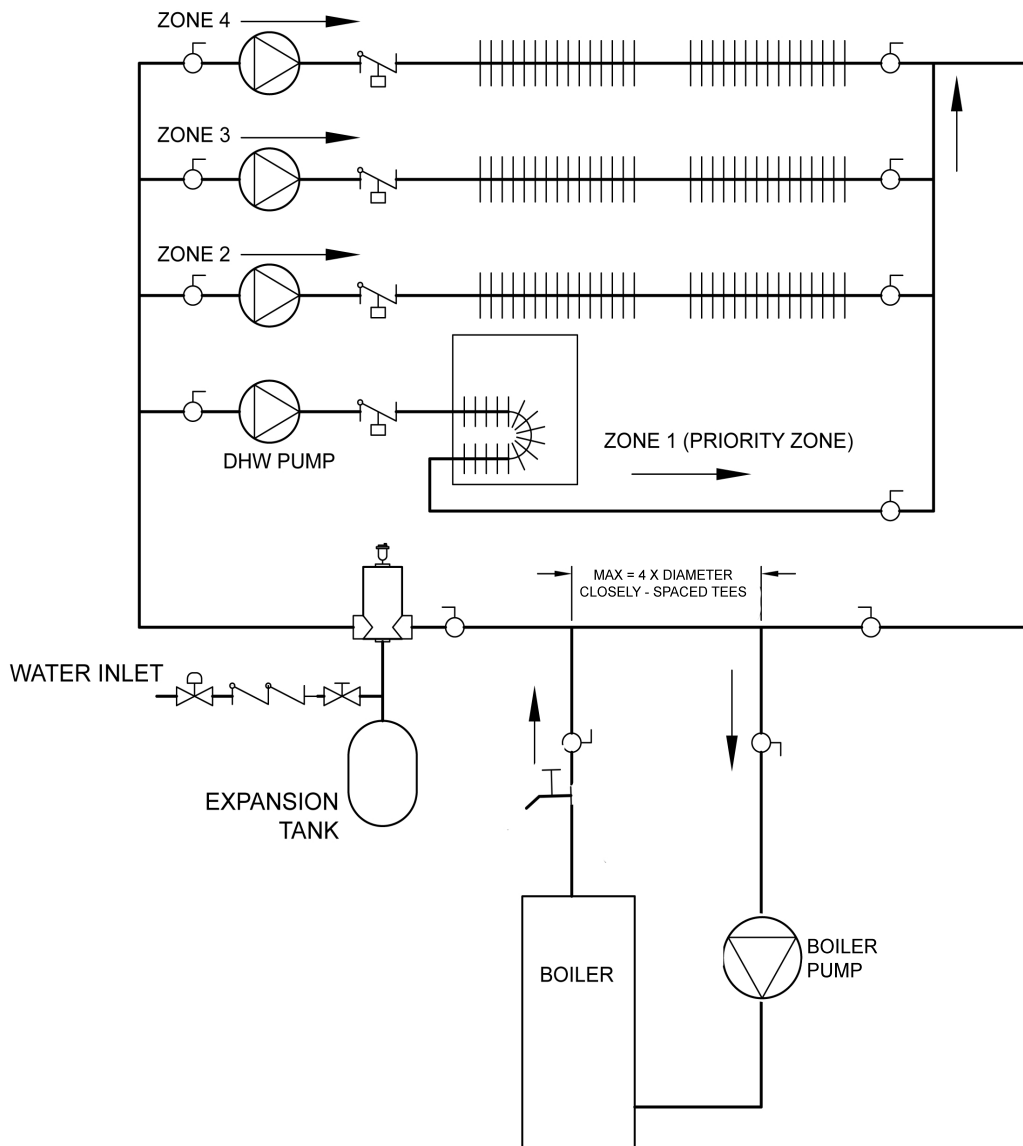 ZONE 4
ZONE 3
ZONE 2
DHW PUMP
ZONE 1 (PRIORITY ZONE)
MAX = 4 X DIAMETER
CLOSELY - SPACED TEES
WATER INLET
EXPANSION
TANK
BOILER
BOILER
PUMP